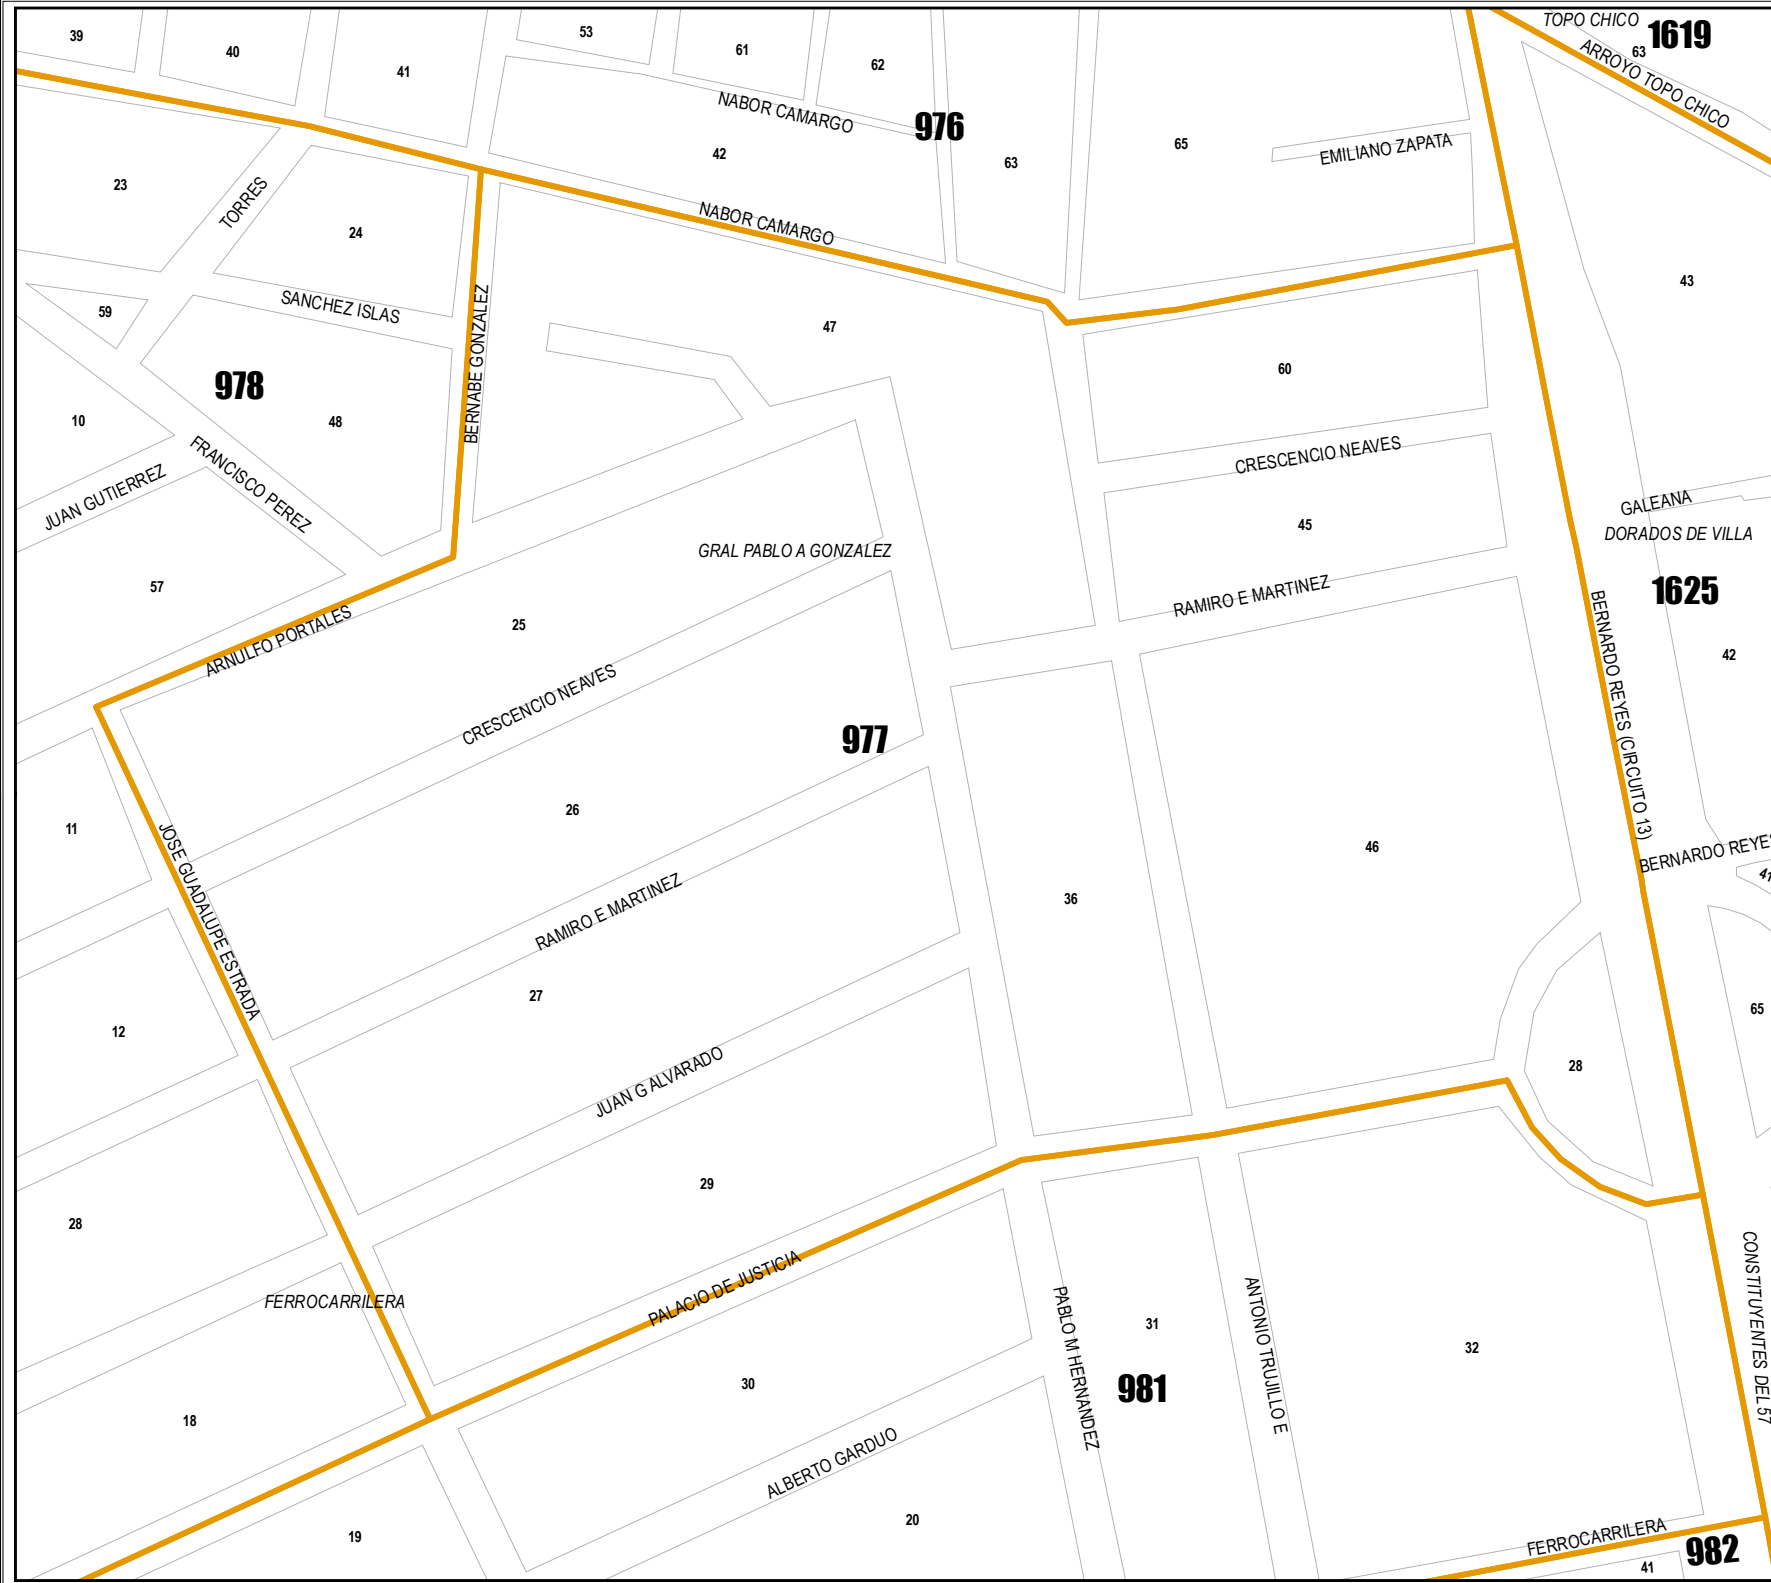 TOPO CHICO
1619
39
40
41
53
61
62
63
ARROYO TOPO CHICO
NABOR CAMARGO
976
42
63
65
EMILIANO ZAPATA
23
TORRES
24
NABOR CAMARGO
43
SANCHEZ ISLAS
59
BERNABE GONZALEZ
47
60
978
10
48
FRANCISCO PEREZ
JUAN GUTIERREZ
CRESCENCIO NEAVES
GALEANA
45
DORADOS DE VILLA
GRAL PABLO A GONZALEZ
57
RAMIRO E MARTINEZ
1625
ARNULFO PORTALES
25
42
BERNARDO REYES (CIRCUITO 13)
CRESCENCIO NEAVES
977
11
26
46
BERNARDO REYES
41
JOSE GUADALUPE ESTRADA
RAMIRO E MARTINEZ
36
27
65
12
JUAN G ALVARADO
28
29
28
PALACIO DE JUSTICIA
FERROCARRILERA
PABLO M HERNANDEZ
31
ANTONIO TRUJILLO E
32
CONSTITUYENTES DEL 57
30
981
18
ALBERTO GARDUO
20
19
FERROCARRILERA
982
41